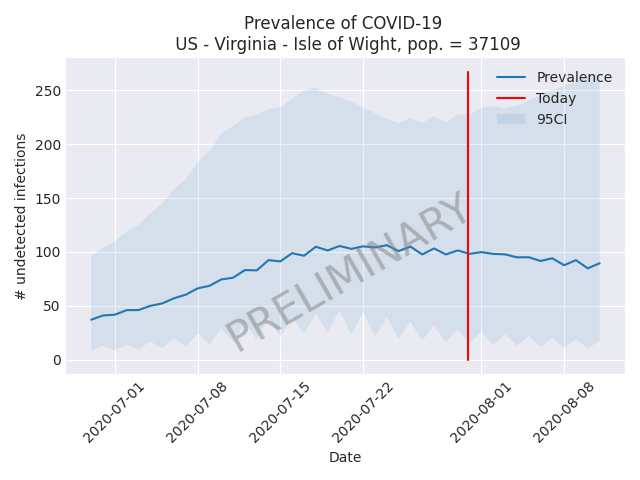 Prevalence of COVID-19
US - Virginia - Isle of Wight, pop. = 37109
# undetected infections
250
200
150
100
50
0
Prevalence
Today
95CI
PRELIMINARY
2020-07-01
2020-07-08
2020-07-15
2020-07-22
2020-08-01
2020-08-08
Date